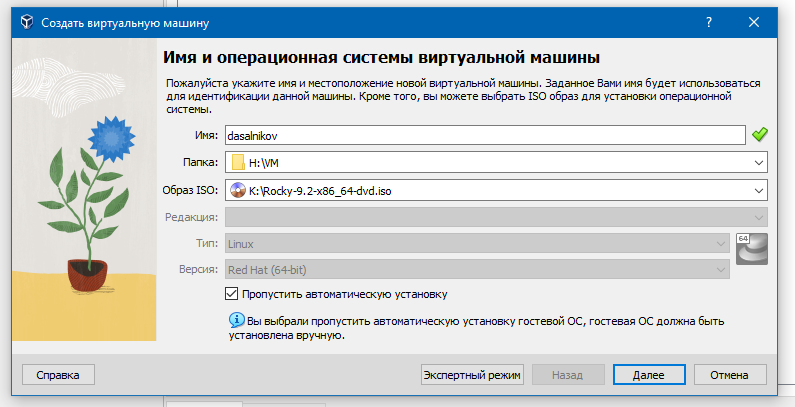 Создать виртуальную машину
Имя и операционная системы виртуальной машины
Пожалуйста укажите имя и местоположение новой виртуальной машины. Заданное Вами имя будет использоваться
для идентификации данной машины. Кроме того, вы можете выбрать ISO образ для установки операционной
системы.
Имя: dasalnikov
Папка: H:\VM
Образ ISO: K:\Rocky-9.2-x86_64-dvd.iso
Редакция:
Тип: Linux
64
Версия: Red Hat (64-bit)
Пропустить автоматическую установку
Вы выбрали пропустить автоматическую установку гостевой ОС, гостевая ОС должна быть
установлена вручную.
Справка Экспертный режим Назад Далее Отмена